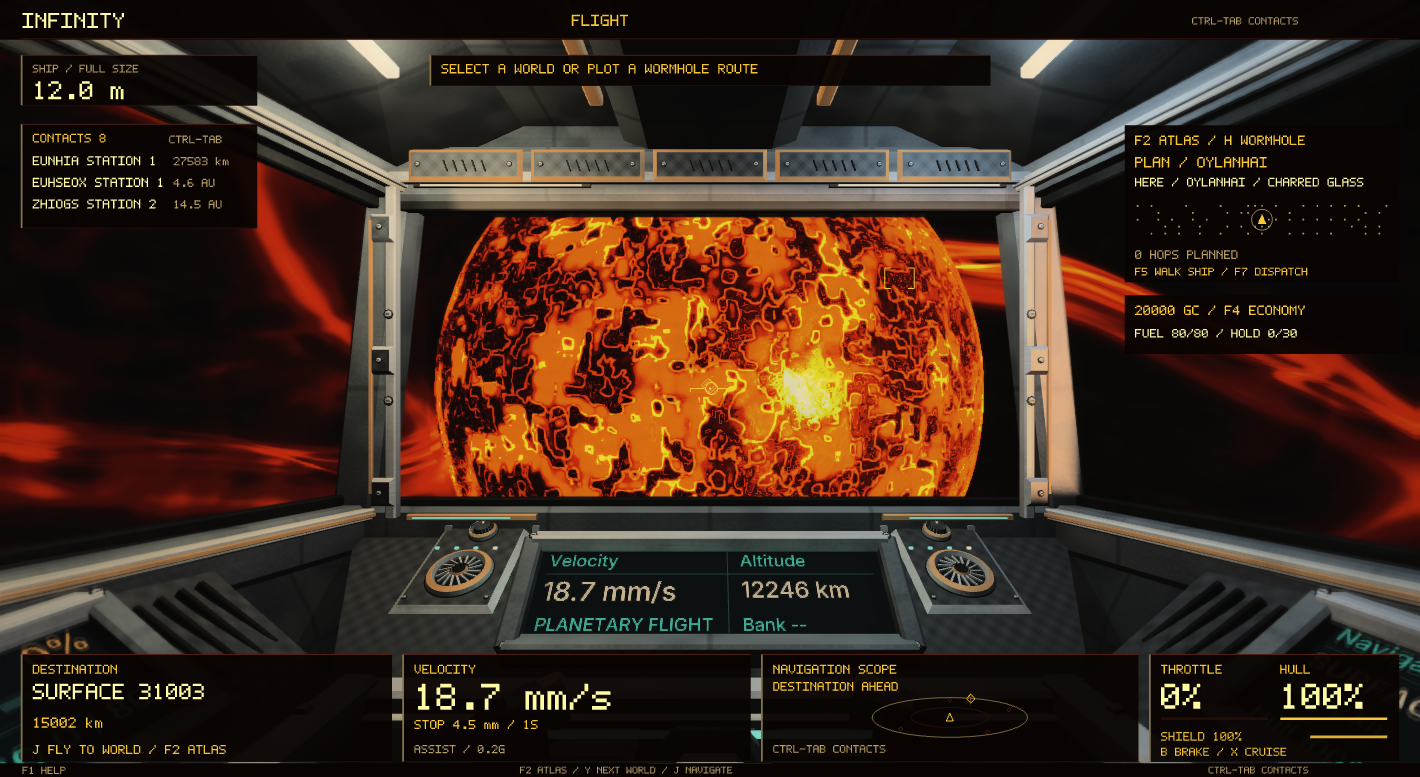 INFINITY
FLIGHT
CTRL-TAB CONTACTS
SHIP / FULL SIZE
12.0 m
SELECT A WORLD OR PLOT A WORMHOLE ROUTE
CONTACTS 8 CTRL-TAB
EUNHIA STATION 1 27583 km
EUHSEOX STATION 1 4.6 AU
ZHIOGS STATION 2 14.5 AU
F2 ATLAS / H WORMHOLE
PLAN / OYLANHAI
HERE / OYLANHAI / CHARRED GLASS
0 HOPS PLANNED
F5 WALK SHIP / F7 DISPATCH
20000 GC / F4 ECONOMY
FUEL 80/80 / HOLD 0/30
Velocity Altitude
18.7 mm/s 12246 km
PLANETARY FLIGHT Bank --
DESTINATION
SURFACE 31003
15002 km
J FLY TO WORLD / F2 ATLAS
VELOCITY
18.7 mm/s
STOP 4.5 mm / 1S
ASSIST / 0.2G
NAVIGATION SCOPE
DESTINATION AHEAD
CTRL-TAB CONTACTS
THROTTLE HULL
0% 100%
SHIELD 100%
B BRAKE / X CRUISE
F1 HELP
F2 ATLAS / Y NEXT WORLD / J NAVIGATE
CTRL-TAB CONTACTS